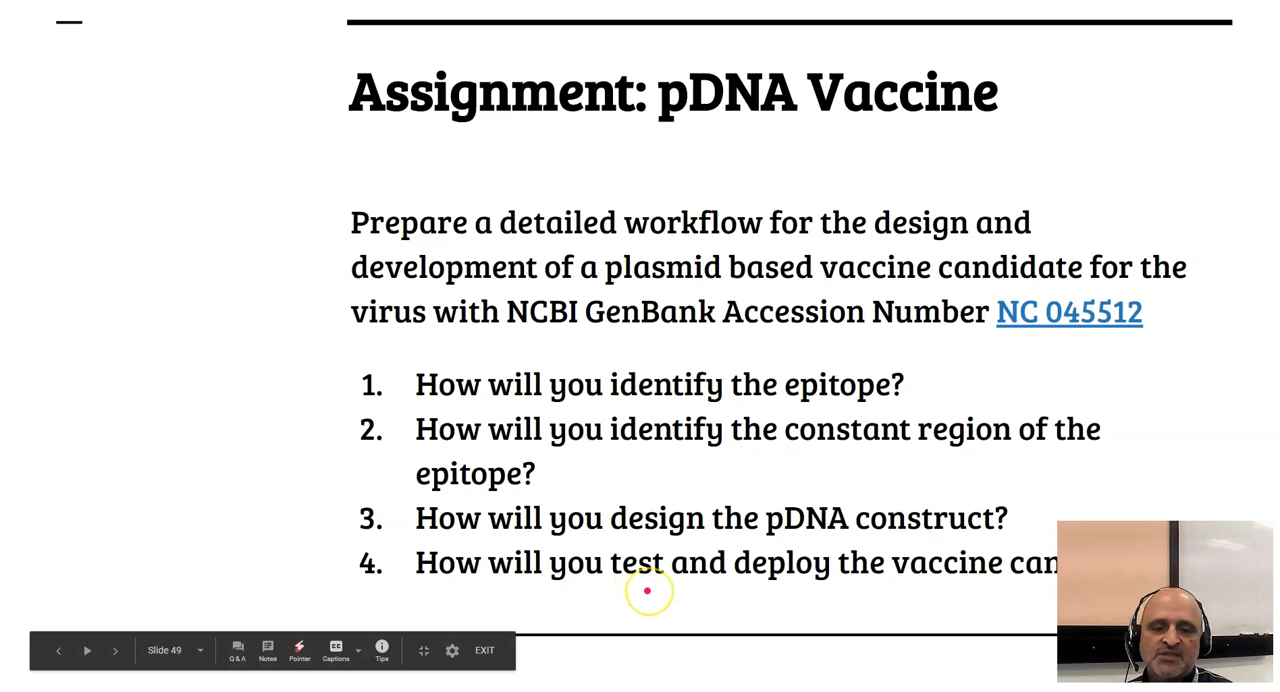 Assignment: pDNA Vaccine
Prepare a detailed workflow for the design and
development of a plasmid based vaccine candidate for the
virus with NCBI GenBank Accession Number NC 045512
1. How will you identify the epitope?
2. How will you identify the constant region of the
epitope?
3. How will you design the pDNA construct?
4. How will you test and deploy the vaccine can
Slide 49 Q & A Notes Pointer Captions Tips EXIT